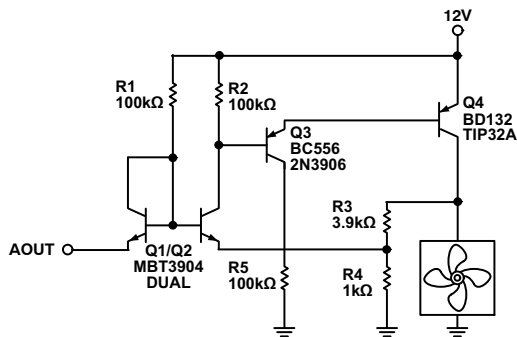 12V
R1
100kΩ
R2
100kΩ
Q3
BC556
2N3906
Q4
BD132
TIP32A
AOUT
Q1/Q2
MBT3904
DUAL
R3
3.9kΩ
R5
100kΩ
R4
1kΩ